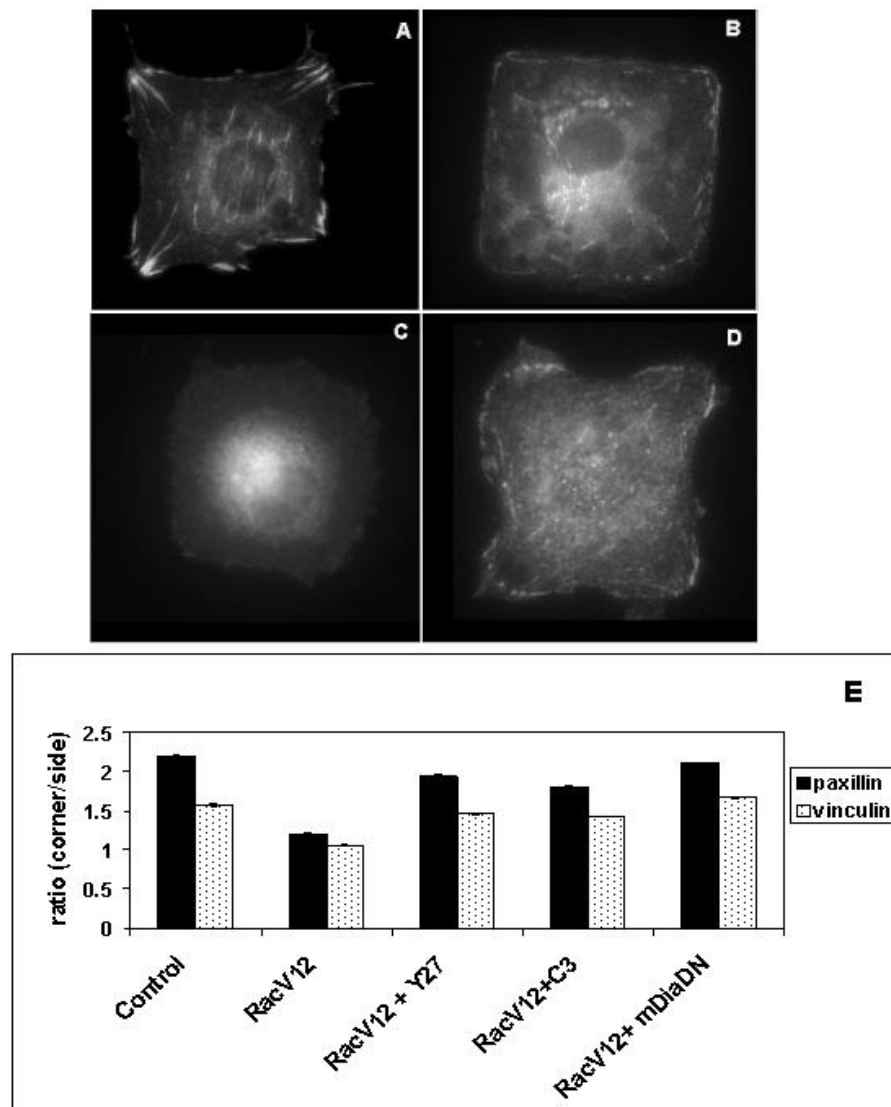 A
B
C
D
E
ratio (corner/side)
2.5
2
1.5
1
0.5
0
Control
RacV12
RacV12 + Y27
RacV12+C3
RacV12+ mDiaDN
paxillin
vinculin